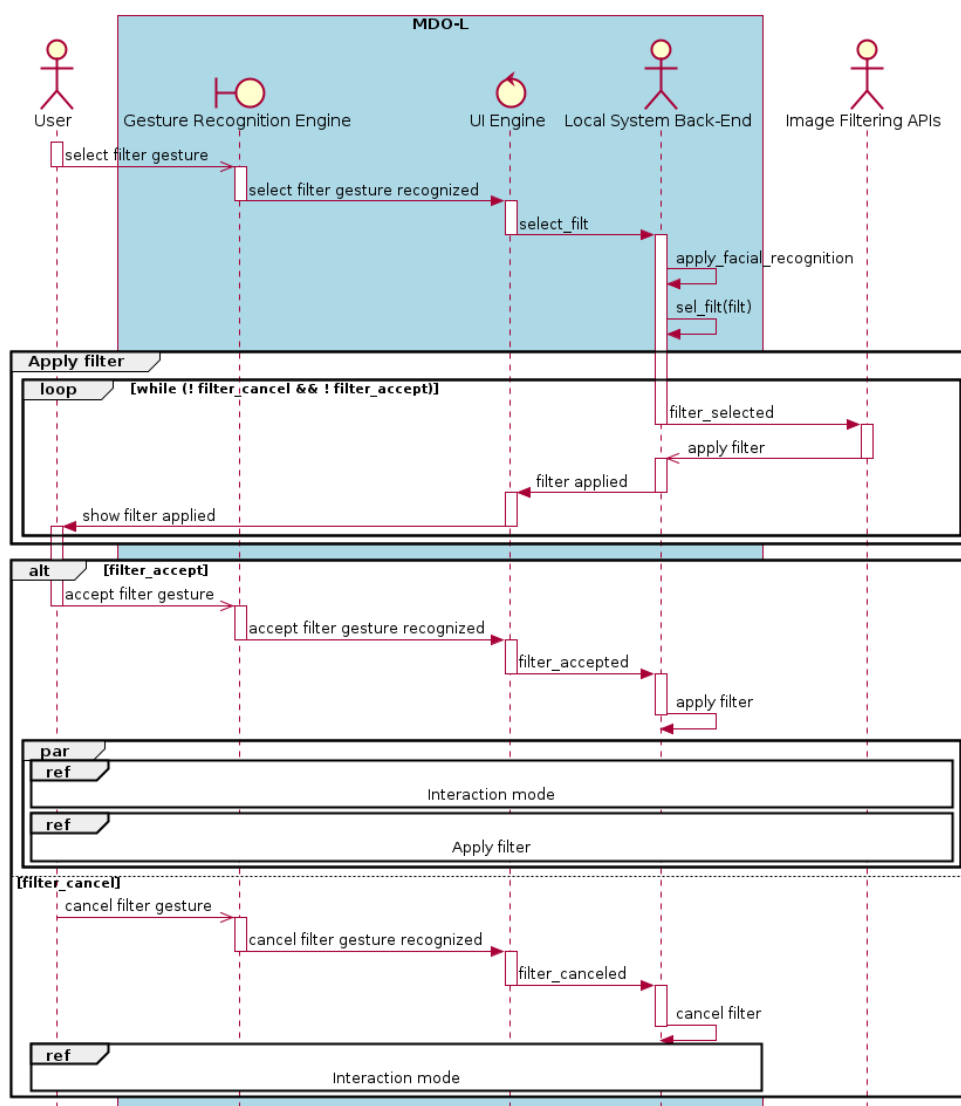 MDO-L
User
Gesture Recognition Engine
UI Engine
Local System Back-End
Image Filtering APIs
select filter gesture
select filter gesture recognized
select_filt
apply_facial_recognition
sel_filt(filt)
Apply filter
loop
[while (! filter_cancel && ! filter_accept)]
filter_selected
apply filter
filter applied
show filter applied
alt
[filter_accept]
accept filter gesture
accept filter gesture recognized
filter_accepted
apply filter
par
ref
Interaction mode
ref
Apply filter
[filter_cancel]
cancel filter gesture
cancel filter gesture recognized
filter_canceled
cancel filter
ref
Interaction mode